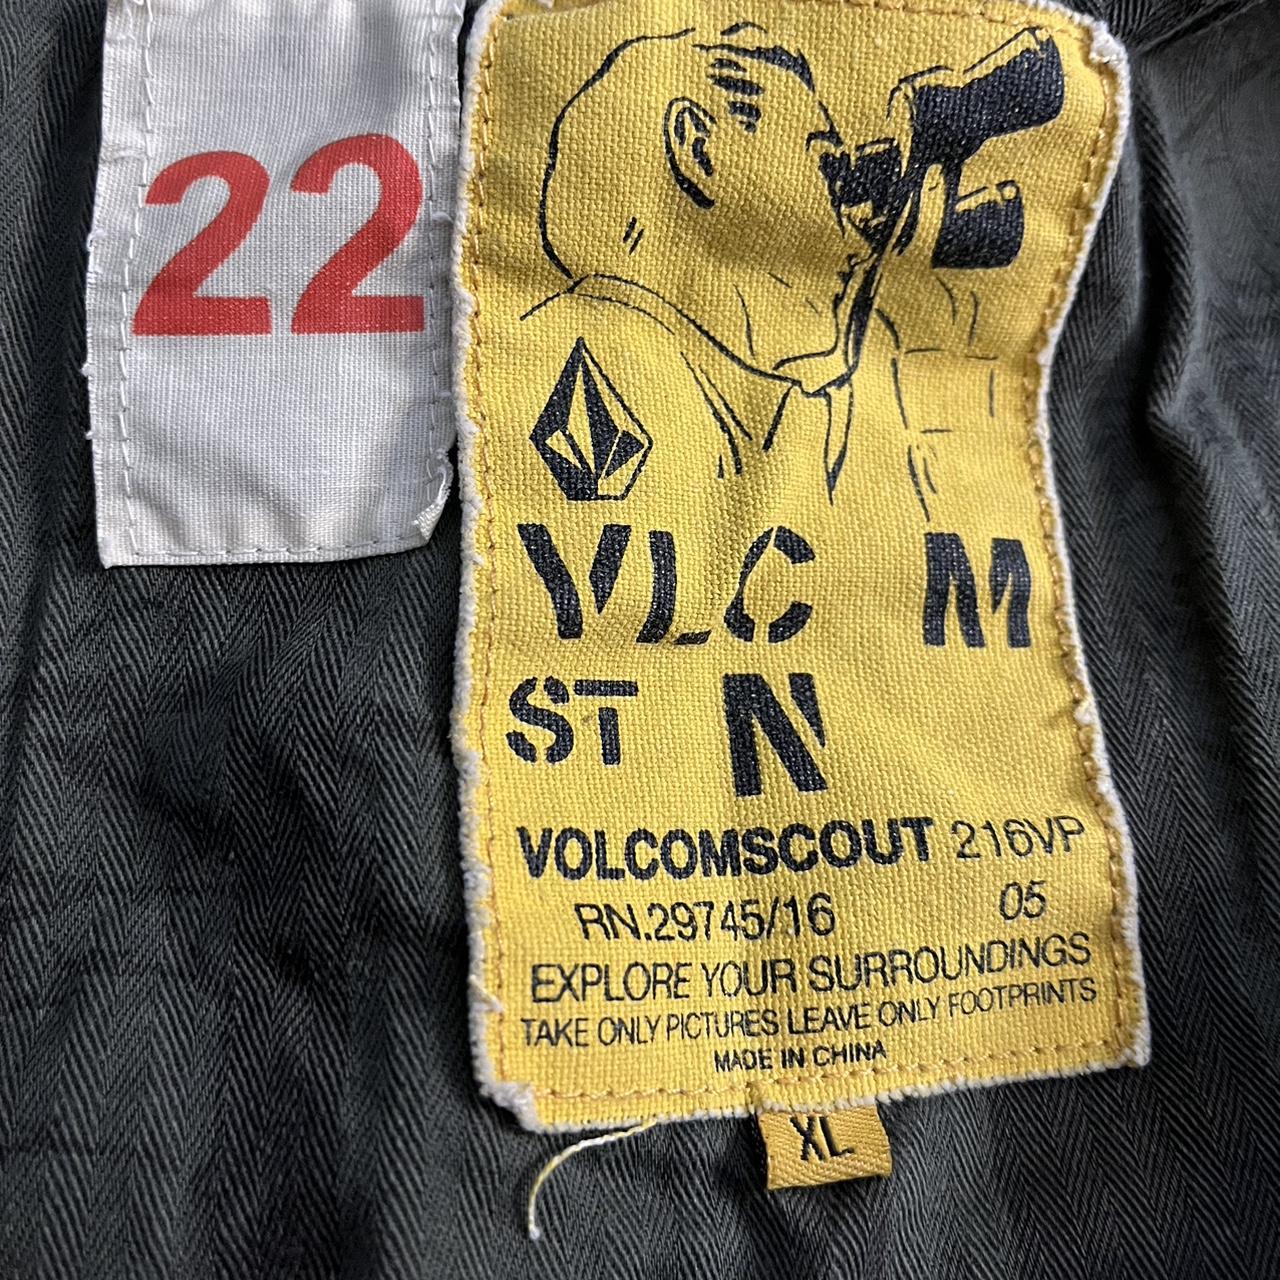 22
VLC M
ST N
VOLCOMSCOUT 216VP
RN.29745/16 05
EXPLORE YOUR SURROUNDINGS
TAKE ONLY PICTURES LEAVE ONLY FOOTPRINTS
MADE IN CHINA
XL